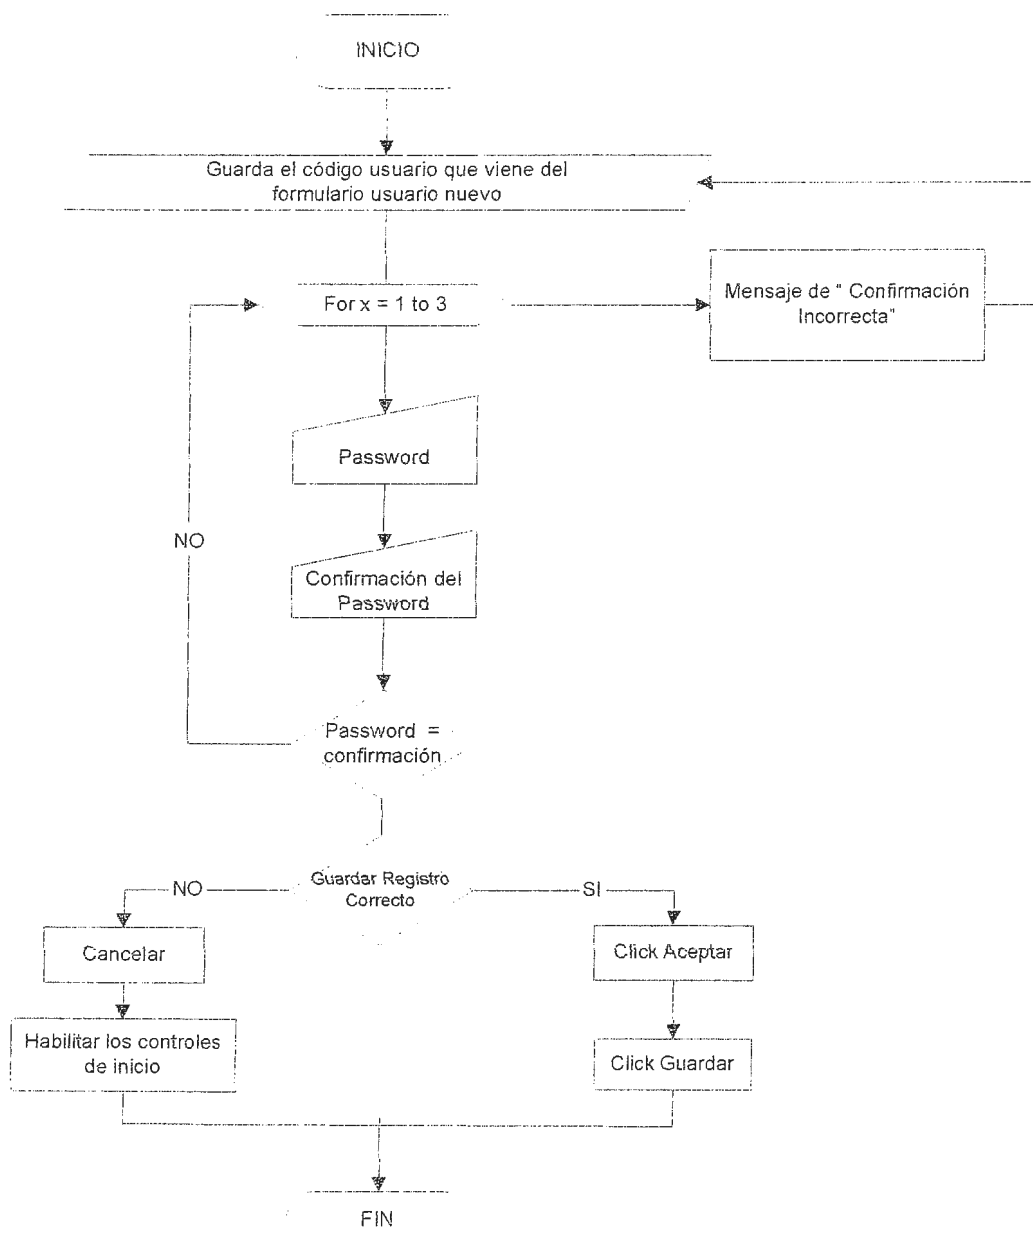 INICIO
Guarda el código usuario que viene del
formulario usuario nuevo
For x = 1 to 3
Mensaje de " Confirmación
Incorrecta"
Password
NO
Confirmación del
Password
Password =
confirmación
Guardar Registro
Correcto
NO
SI
Cancelar
Click Aceptar
Habilitar los controles
de inicio
Click Guardar
FIN